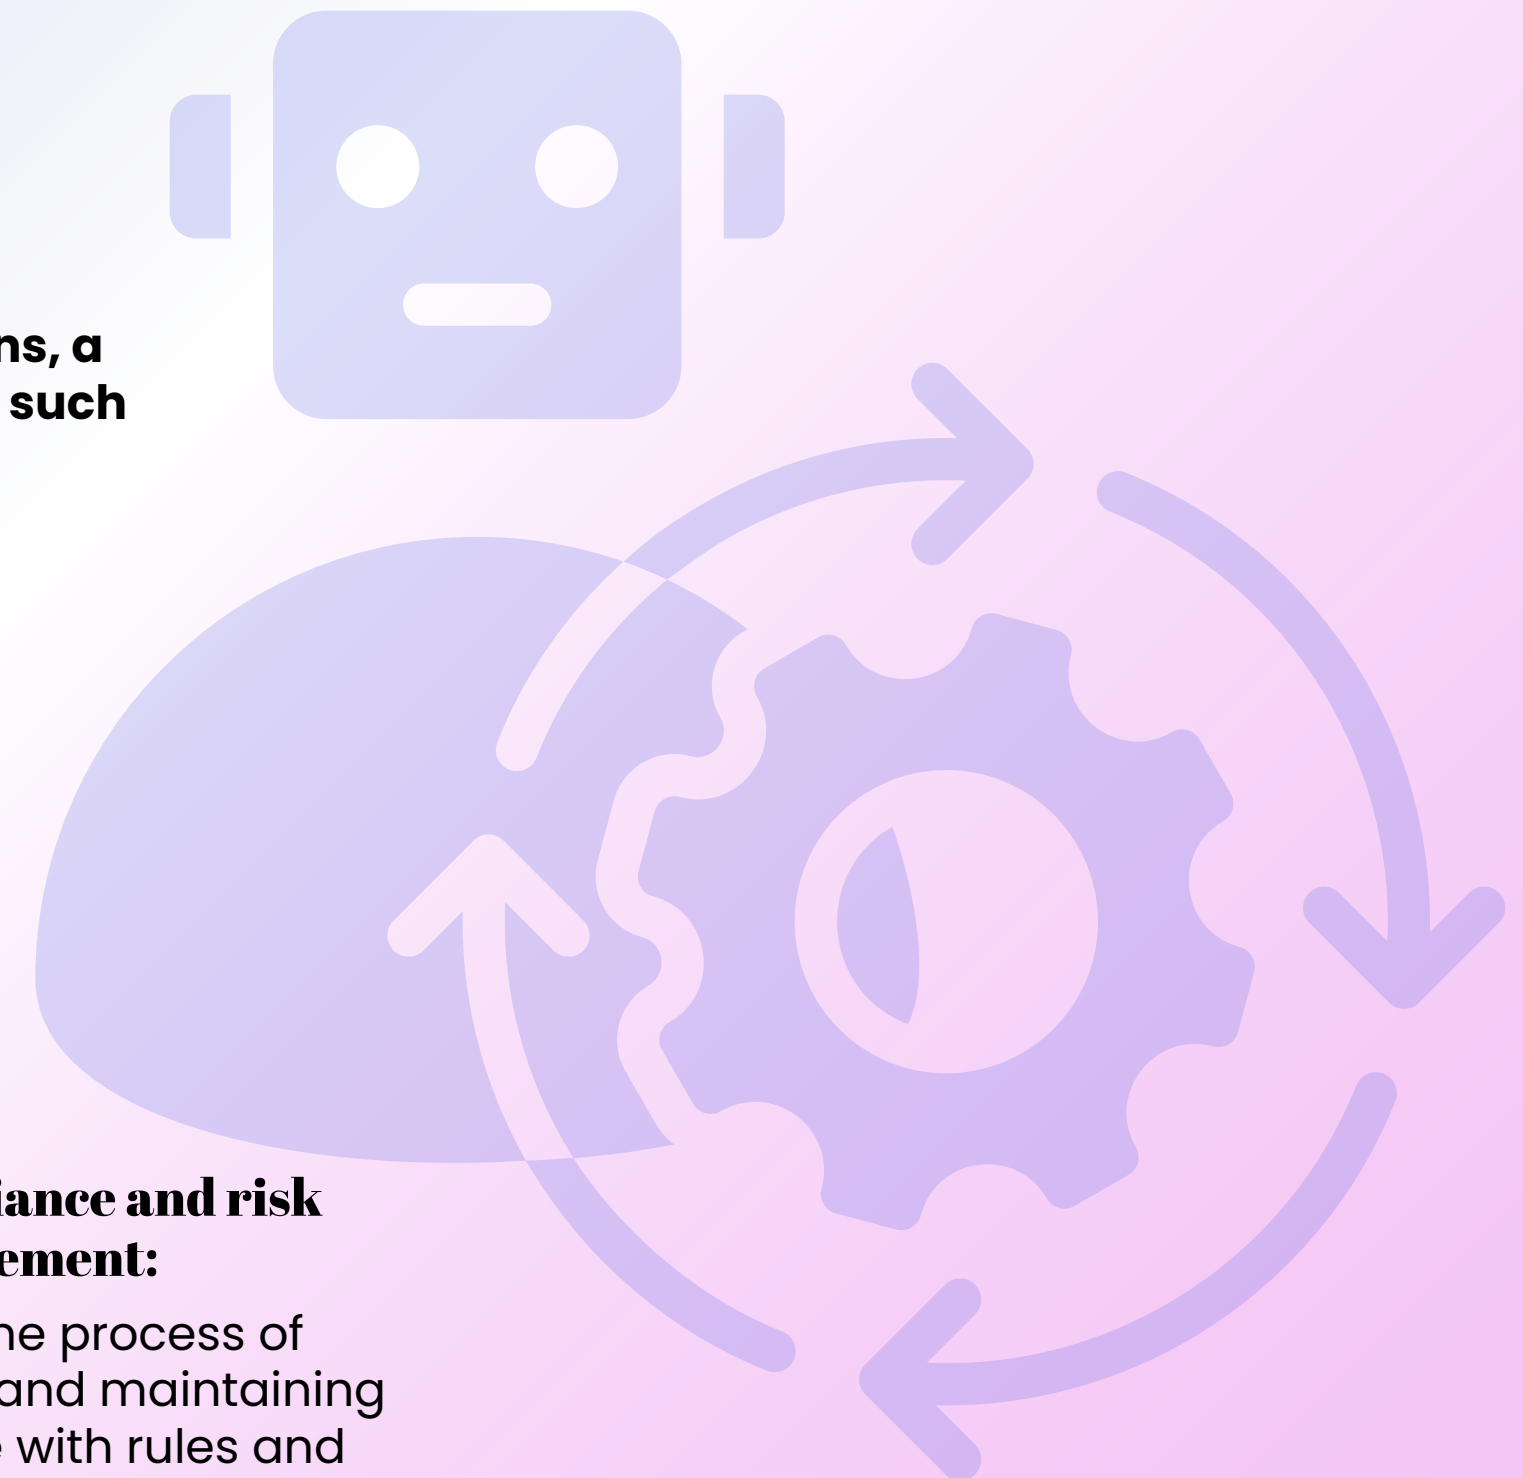 ns, a
such
iance and risk
ement:
he process of
and maintaining
e with rules and